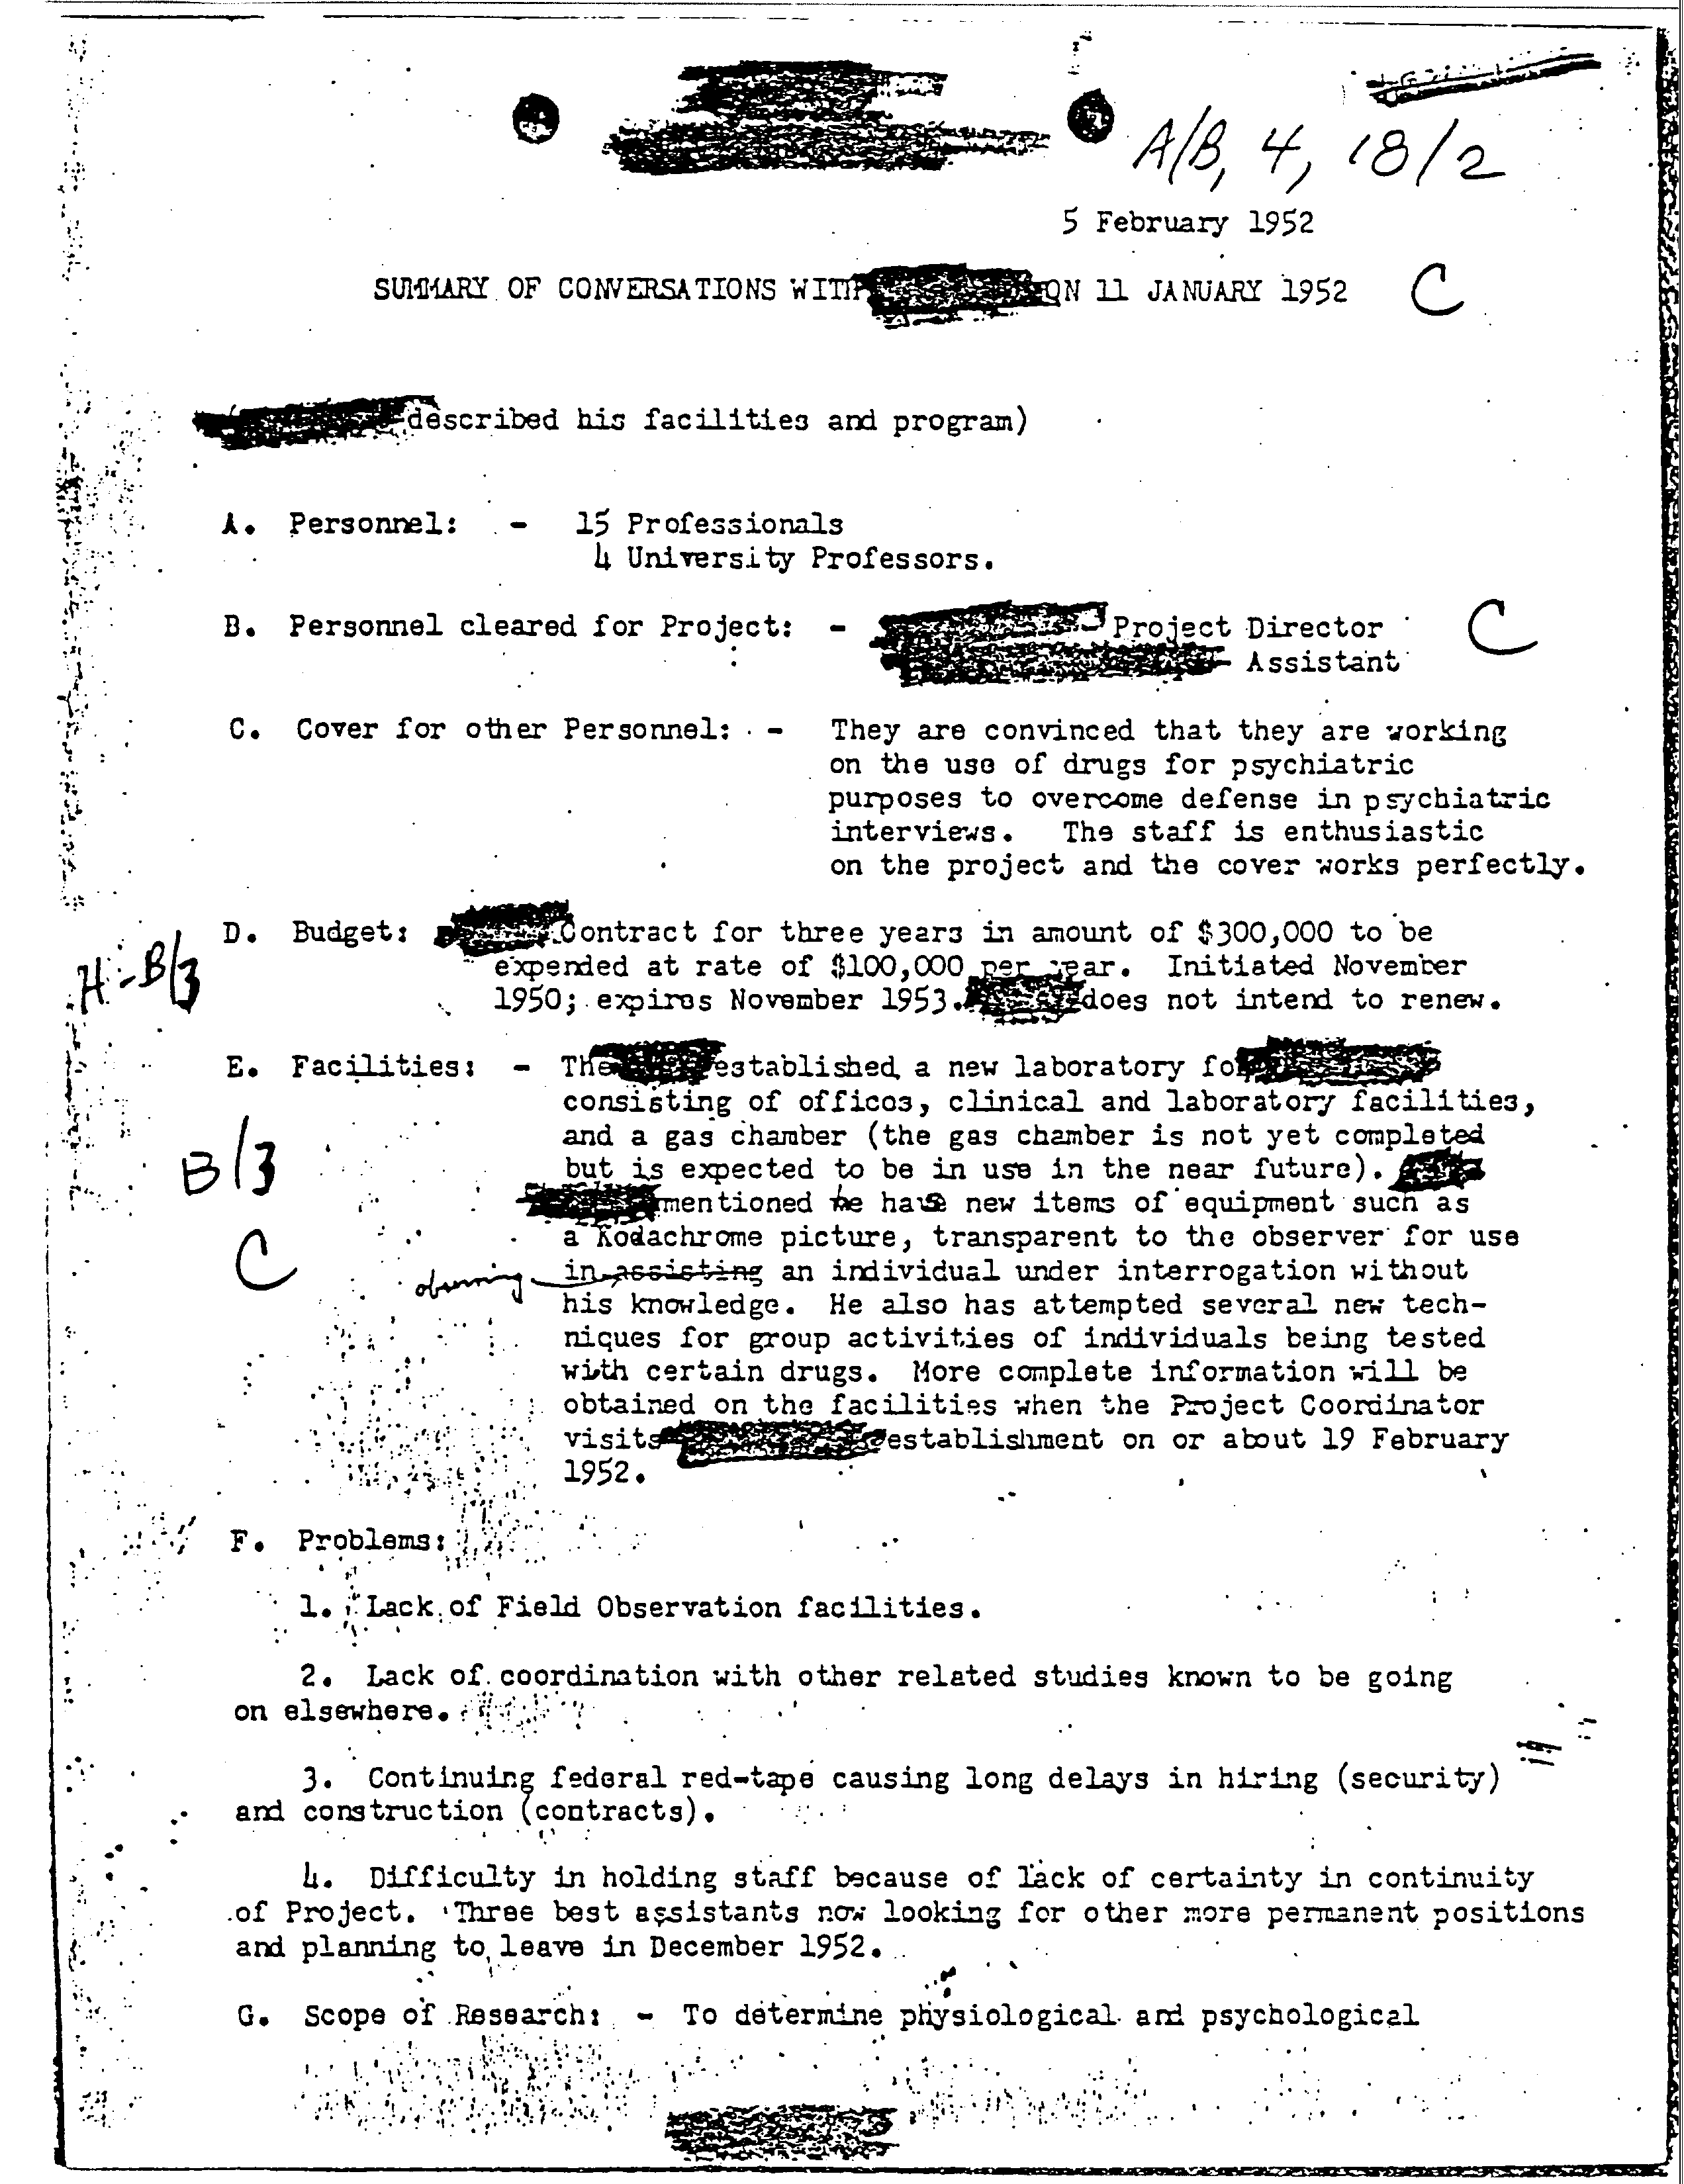 A/B, 4, 18/2
5 February 1952
SUMMARY OF CONVERSATIONS WITH ON 11 JANUARY 1952 C
described his facilities and program)
A. Personnel: - 15 Professionals
4 University Professors.
B. Personnel cleared for Project: - Project Director C
Assistant
C. Cover for other Personnel: - They are convinced that they are working
on the use of drugs for psychiatric
purposes to overcome defense in psychiatric
interviews. The staff is enthusiastic
on the project and the cover works perfectly.
D. Budget: Contract for three years in amount of $300,000 to be
H-B/3
expended at rate of $100,000 per year. Initiated November
1950; expires November 1953. does not intend to renew.
E. Facilities: - The established a new laboratory for
consisting of offices, clinical and laboratory facilities,
and a gas chamber (the gas chamber is not yet completed
B/3
but is expected to be in use in the near future).
mentioned he has new items of equipment such as
a Kodachrome picture, transparent to the observer for use
C
observing in assisting an individual under interrogation without
his knowledge. He also has attempted several new tech-
niques for group activities of individuals being tested
with certain drugs. More complete information will be
obtained on the facilities when the Project Coordinator
visits establishment on or about 19 February
1952.
F. Problems:
1. Lack of Field Observation facilities.
2. Lack of coordination with other related studies known to be going
on elsewhere.
3. Continuing federal red-tape causing long delays in hiring (security)
and construction (contracts).
4. Difficulty in holding staff because of lack of certainty in continuity
of Project. Three best assistants now looking for other more permanent positions
and planning to leave in December 1952.
G. Scope of Research: - To determine physiological and psychological